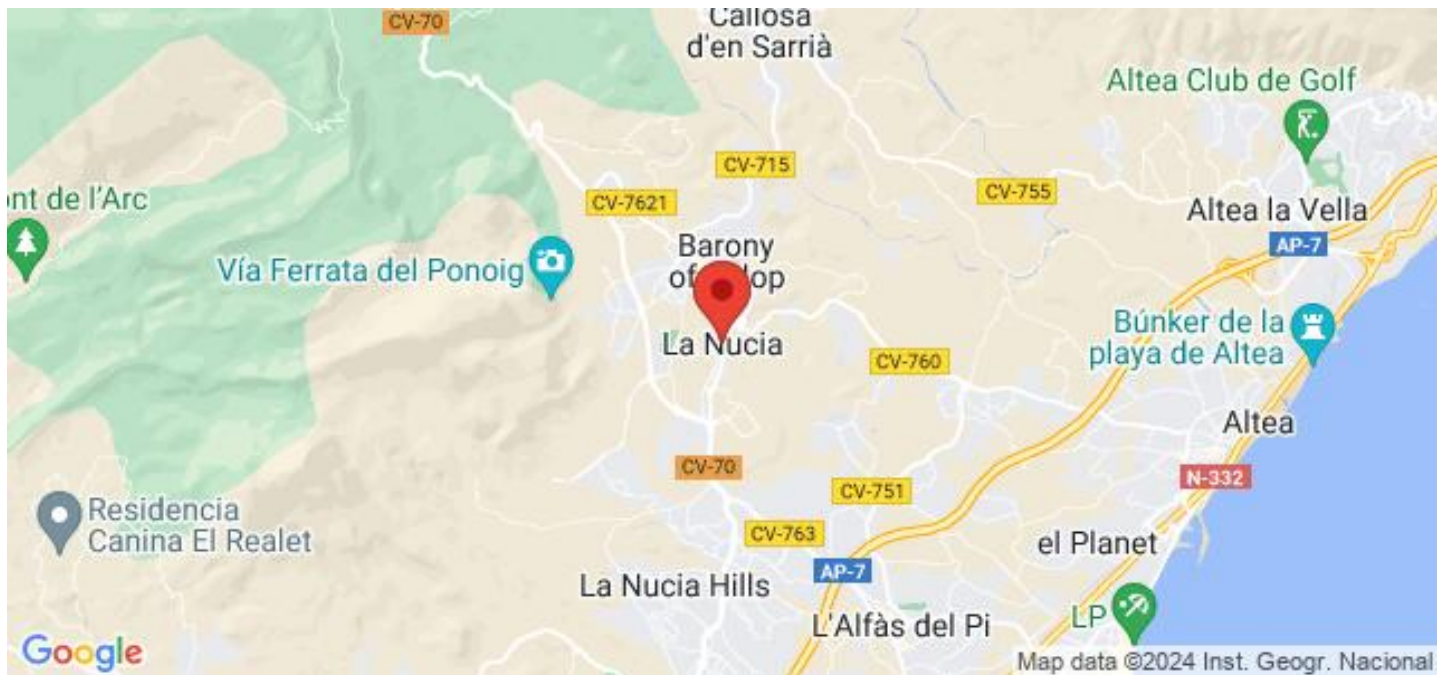 CV-70
Callosa
d'en Sarrià
Altea Club de Golf
CV-715
CV-755
CV-7621
nt de l'Arc
Altea la Vella
AP-7
Barony
Vía Ferrata del Ponoig
La Nucia
Búnker de la
playa de Altea
CV-760
Altea
CV-70
N-332
CV-751
Residencia
Canina El Realet
CV-763
el Planet
AP-7
La Nucia Hills
L'Alfàs del Pi
LP
Google
Map data ©2024 Inst. Geogr. Nacional